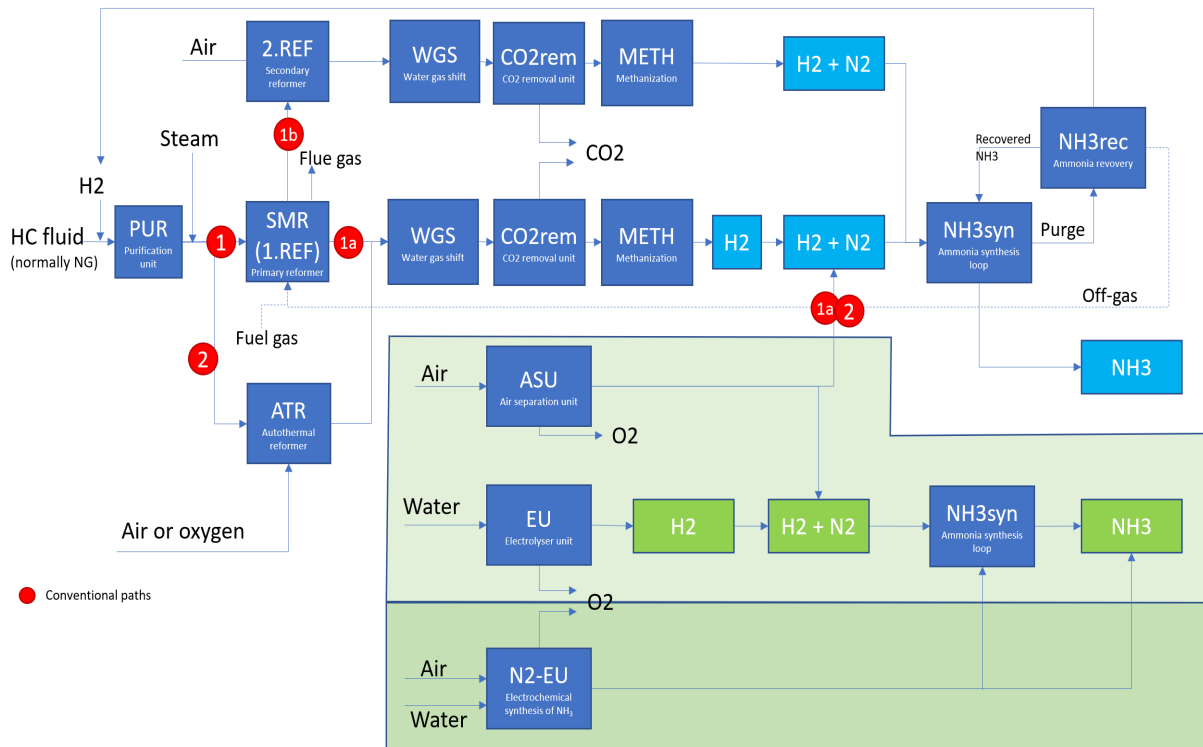 Air
2.REF
Secondary
reformer
WGS
Water gas shift
CO2rem
CO2 removal unit
METH
Methanization
H2 + N2
1b
Steam
Flue gas
CO2
Recovered
NH3
NH3rec
Ammonia revovery
H2
HC fluid
(normally NG)
PUR
Purification
unit
1
SMR
(1.REF)
Primary reformer
1a
WGS
Water gas shift
CO2rem
CO2 removal unit
METH
Methanization
H2
H2 + N2
NH3syn
Ammonia synthesis
loop
Purge
Off-gas
1a
2
Fuel gas
2
NH3
Air
ASU
Air separation unit
O2
ATR
Autothermal
reformer
Air or oxygen
Water
EU
Electrolyser unit
H2
H2 + N2
NH3syn
Ammonia synthesis
loop
NH3
O2
Conventional paths
Air
Water
N2-EU
Electrochemical
synthesis of NH₃